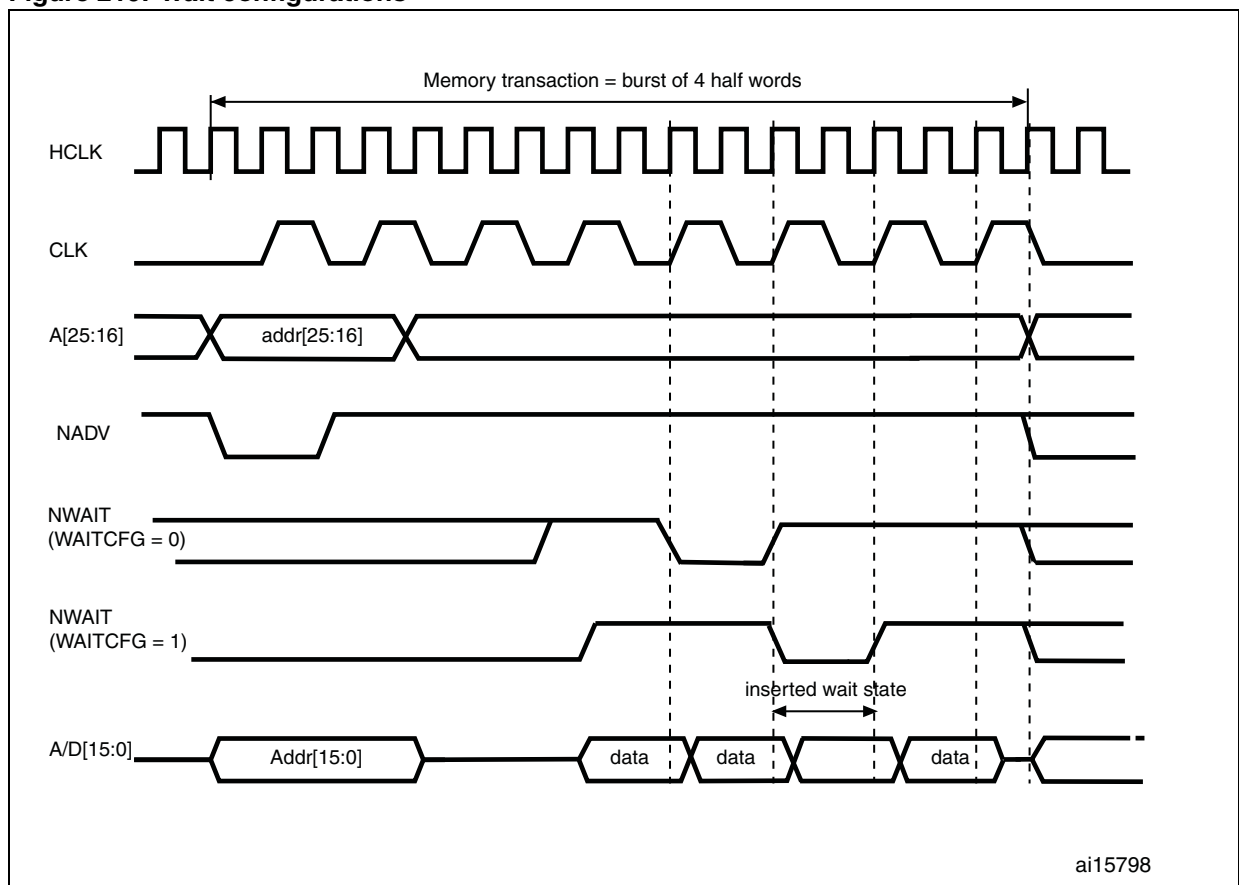 Memory transaction = burst of 4 half words
HCLK
CLK
A[25:16]
addr[25:16]
NADV
NWAIT
(WAITCFG = 0)
NWAIT
(WAITCFG = 1)
inserted wait state
A/D[15:0]
Addr[15:0]
data
data
data
ai15798